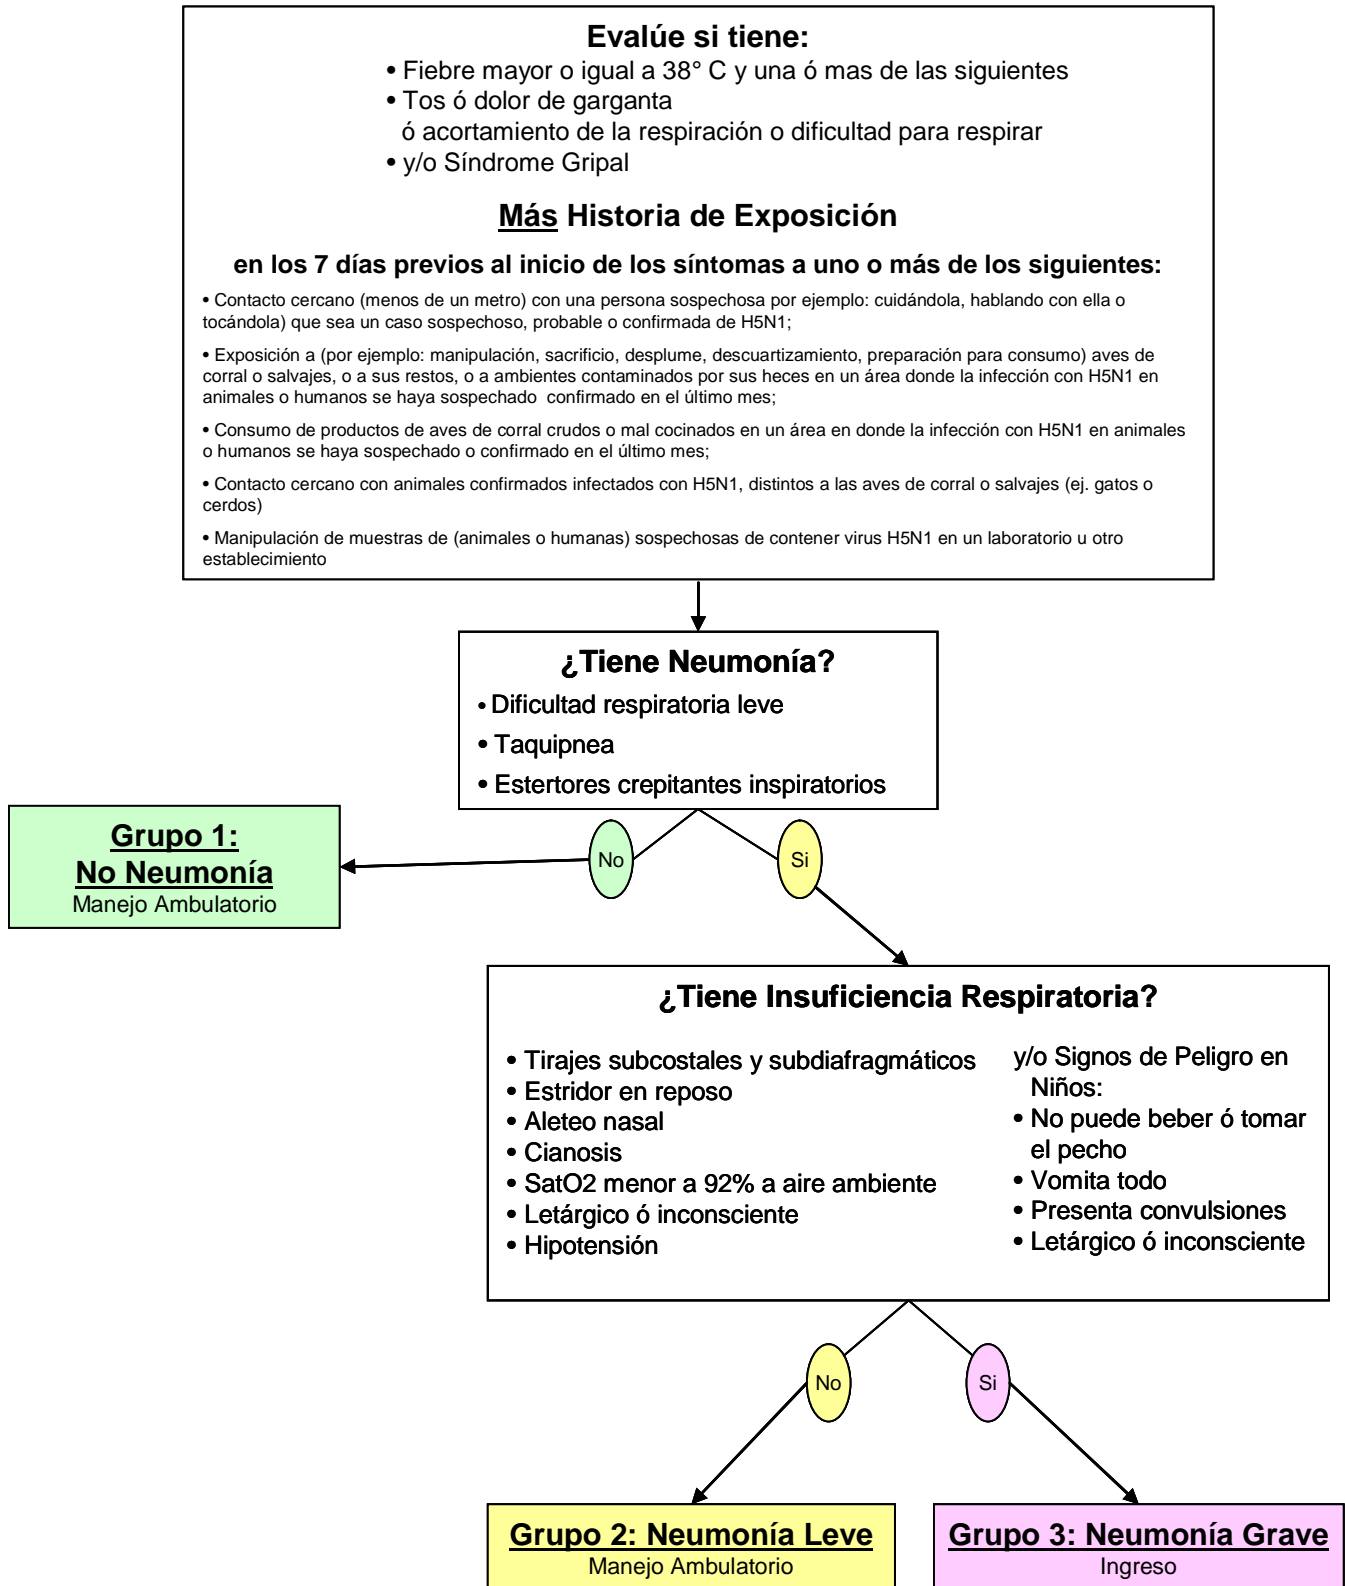 Evalúe si tiene:
• Fiebre mayor o igual a 38° C y una ó mas de las siguientes
• Tos ó dolor de garganta
ó acortamiento de la respiración o dificultad para respirar
• y/o Síndrome Gripal
Más Historia de Exposición
en los 7 días previos al inicio de los síntomas a uno o más de los siguientes:
• Contacto cercano (menos de un metro) con una persona sospechosa por ejemplo: cuidándola, hablando con ella o
tocándola) que sea un caso sospechoso, probable o confirmada de H5N1;
• Exposición a (por ejemplo: manipulación, sacrificio, desplume, descuartizamiento, preparación para consumo) aves de
corral o salvajes, o a sus restos, o a ambientes contaminados por sus heces en un área donde la infección con H5N1 en
animales o humanos se haya sospechado  confirmado en el último mes;
• Consumo de productos de aves de corral crudos o mal cocinados en un área en donde la infección con H5N1 en animales
o humanos se haya sospechado o confirmado en el último mes;
• Contacto cercano con animales confirmados infectados con H5N1, distintos a las aves de corral o salvajes (ej. gatos o
cerdos)
• Manipulación de muestras de (animales o humanas) sospechosas de contener virus H5N1 en un laboratorio u otro
establecimiento
¿Tiene Neumonía?
• Dificultad respiratoria leve
• Taquipnea
• Estertores crepitantes inspiratorios
No
Si
Grupo 1:
No Neumonía
Manejo Ambulatorio
¿Tiene Insuficiencia Respiratoria?
• Tirajes subcostales y subdiafragmáticos
• Estridor en reposo
• Aleteo nasal
• Cianosis
• SatO2 menor a 92% a aire ambiente
• Letárgico ó inconsciente
• Hipotensión
y/o Signos de Peligro en
Niños:
• No puede beber ó tomar
el pecho
• Vomita todo
• Presenta convulsiones
• Letárgico ó inconsciente
No
Si
Grupo 2: Neumonía Leve
Manejo Ambulatorio
Grupo 3: Neumonía Grave
Ingreso